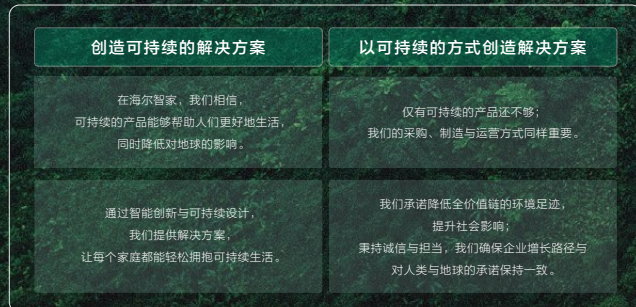 创造可持续的解决方案
在海尔智家，我们相信，
可持续的产品能够帮助人们更好地生活，
同时降低对地球的影响。
通过智能创新与可持续设计，
我们提供解决方案，
让每个家庭都能轻松拥抱可持续生活。
以可持续的方式创造解决方案
仅有可持续的产品还不够；
我们的采购、制造与运营方式同样重要。
我们承诺降低全价值链的环境足迹，
提升社会影响；
秉持诚信与担当，我们确保企业增长路径与
对人类与地球的承诺保持一致。